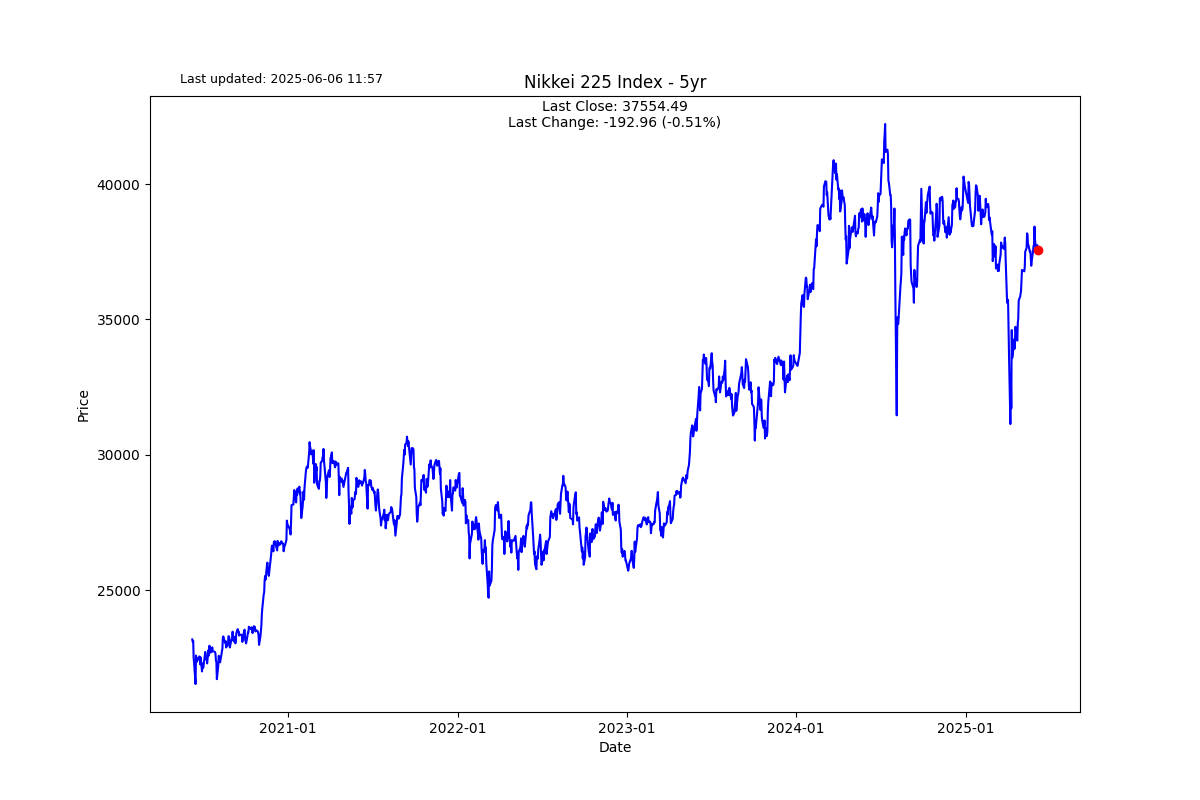 Last updated: 2025-06-06 11:57
Nikkei 225 Index - 5yr
Last Close: 37554.49
Last Change: -192.96 (-0.51%)
40000
35000
30000
25000
Price
2021-01
2022-01
2023-01
2024-01
2025-01
Date